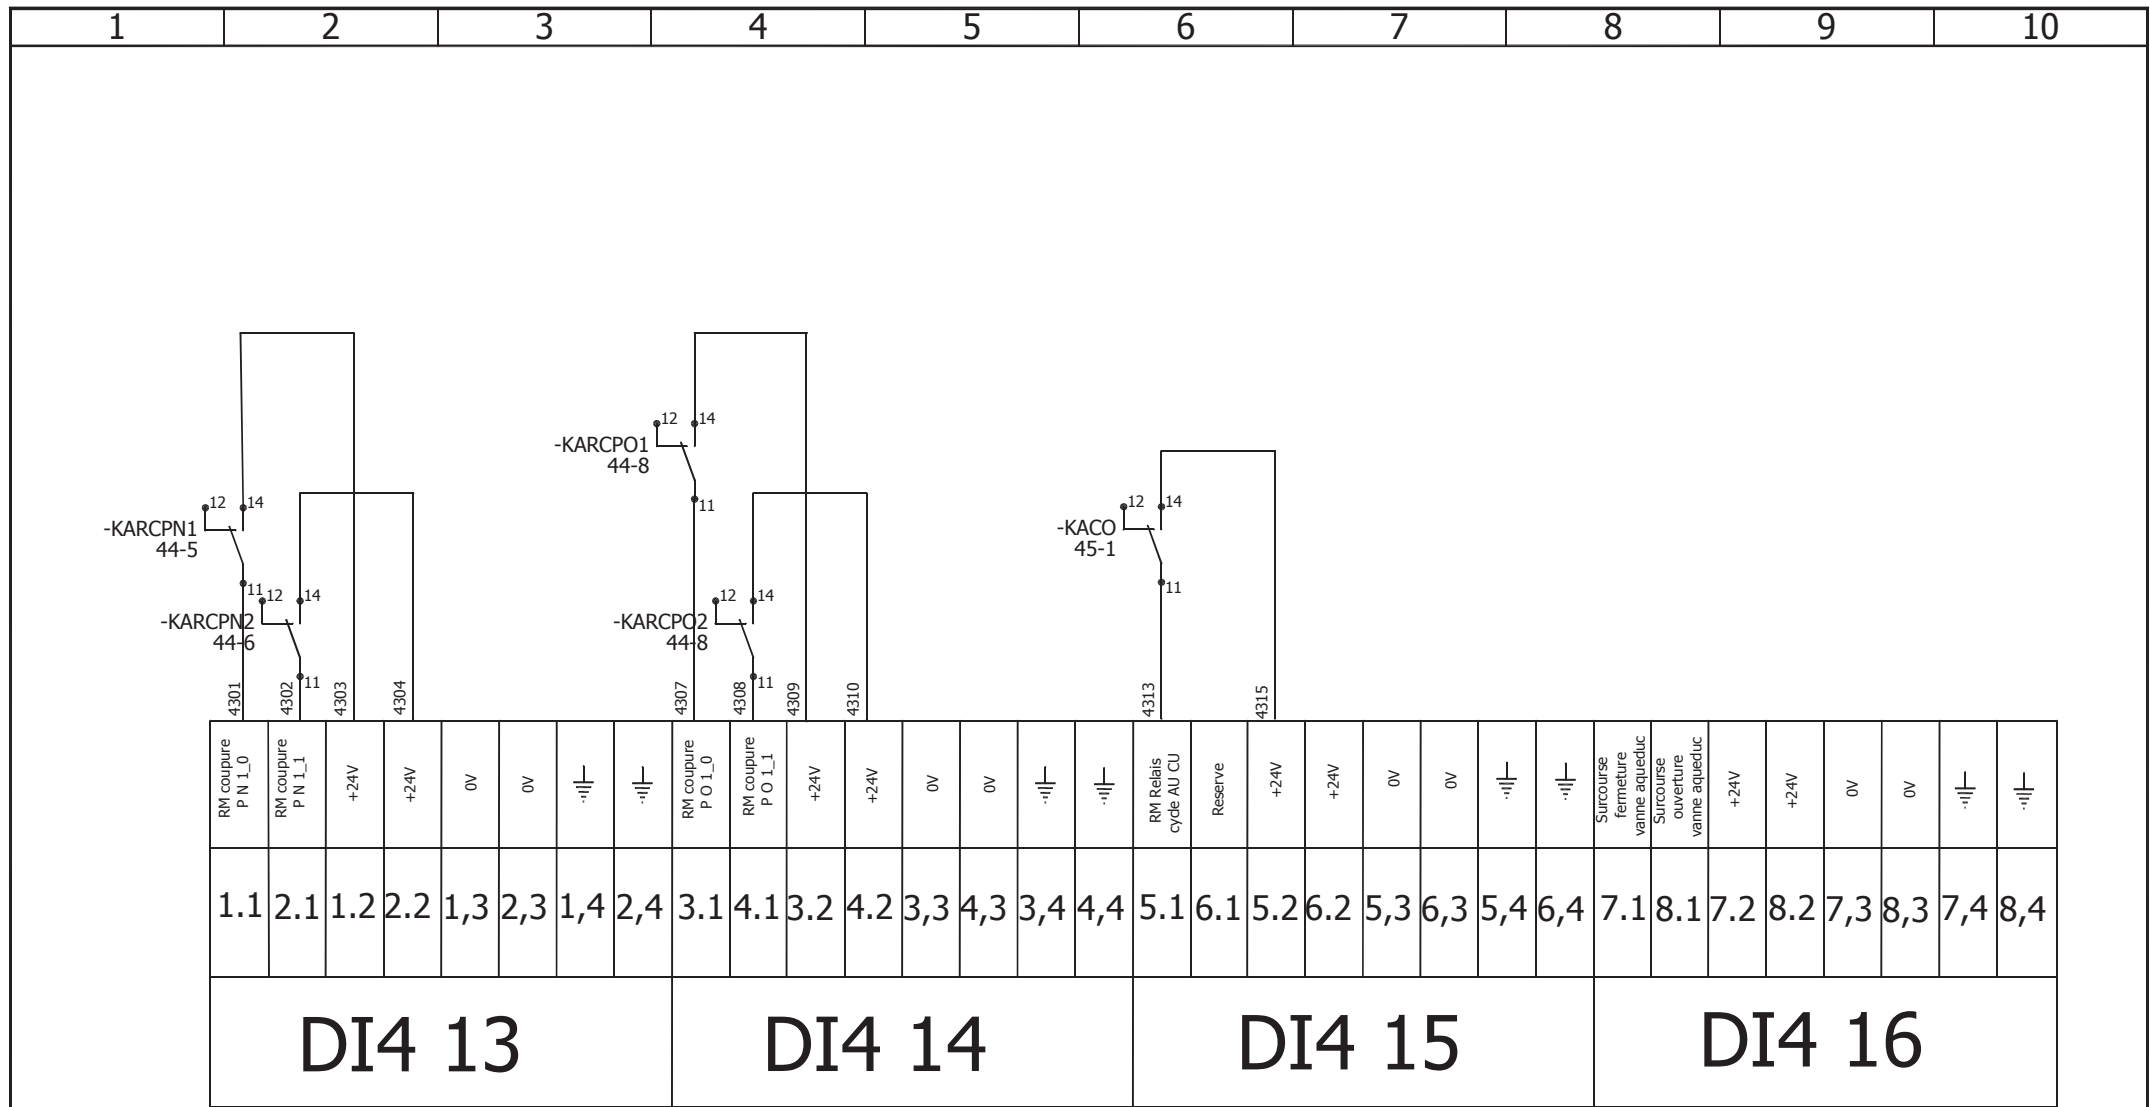 1 2 3 4 5 6 7 8 9 10
12 14
-KARCPO1
44-8
11
12 14
-KARCPN1
44-5
11
12 14
-KACO
45-1
11
12 14
-KARCPN2
44-6
11
12 14
-KARCPO2
44-8
11
4301 4302 4303 4304 4307 4308 4309 4310 4313 4315
RM coupure
P N 1_0
RM coupure
P N 1_1
+24V
+24V
0V
0V
RM coupure
P O 1_0
RM coupure
P O 1_1
+24V
+24V
0V
0V
RM Relais
cycle AU CU
Reserve
+24V
+24V
0V
0V
Surcourse
fermeture
vanne aqueduc
Surcourse
ouverture
vanne aqueduc
+24V
+24V
0V
0V
1.1 2.1 1.2 2.2 1,3 2,3 1,4 2,4 3.1 4.1 3.2 4.2 3,3 4,3 3,4 4,4 5.1 6.1 5.2 6.2 5,3 6,3 5,4 6,4 7.1 8.1 7.2 8.2 7,3 8,3 7,4 8,4
DI4 13 DI4 14 DI4 15 DI4 16